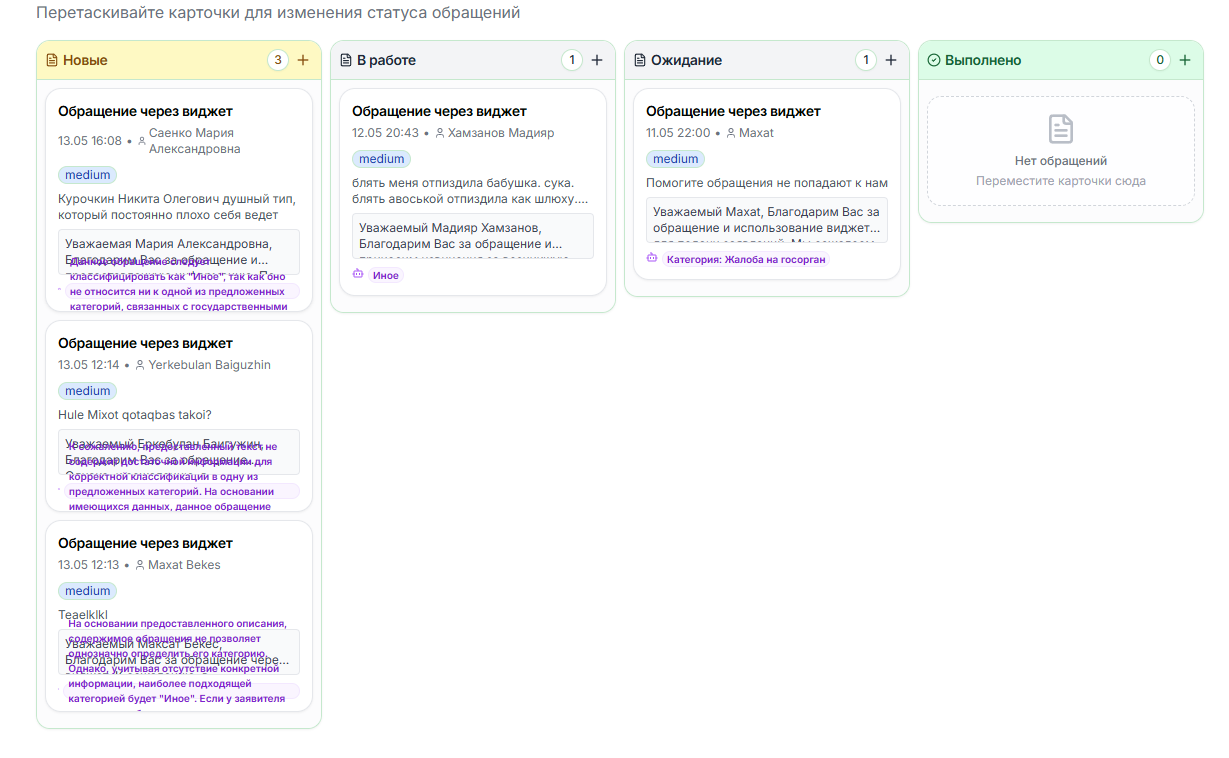 Перетаскивайте карточки для изменения статуса обращений
Новые
3
Обращение через виджет
13.05 16:08 • Саенко Мария
Александровна
medium
Курочкин Никита Олегович душный тип,
который постоянно плохо себя ведет
Уважаемая Мария Александровна,
Благодарим Вас за обращение и...
Данное обращение следует
классифицировать как "Иное", так как оно
не относится ни к одной из предложенных
категорий, связанных с государственными
Обращение через виджет
13.05 12:14 • Yerkebulan Baiguzhin
medium
Hule Mixot qotaqbas takoi?
Уважаемый Еркебулан Баигужин,
Благодарим Вас за обращение.
К сожалению, предоставленный текст не
содержит достаточной информации для
корректной классификации в одну из
предложенных категорий. На основании
имеющихся данных, данное обращение
Обращение через виджет
13.05 12:13 • Maxat Bekes
medium
Teaelklkl
На основании предоставленного описания,
содержимое обращения не позволяет
Уважаемый Максат Бекес,
однозначно определить его категорию.
Благодарим Вас за обращение чере...
Однако, учитывая отсутствие конкретной
информации, наиболее подходящей
категорией будет "Иное". Если у заявителя
В работе
1
Обращение через виджет
12.05 20:43 • Хамзанов Мадияр
medium
блять меня отпиздила бабушка. сука.
блять авоськой отпиздила как шлюху....
Уважаемый Мадияр Хамзанов,
Благодарим Вас за обращение и...
Иное
Ожидание
1
Обращение через виджет
11.05 22:00 • Maxat
medium
Помогите обращения не попадают к нам
Уважаемый Maxat, Благодарим Вас за
обращение и использование виджет...
Категория: Жалоба на госорган
Выполнено
0
Нет обращений
Переместите карточки сюда